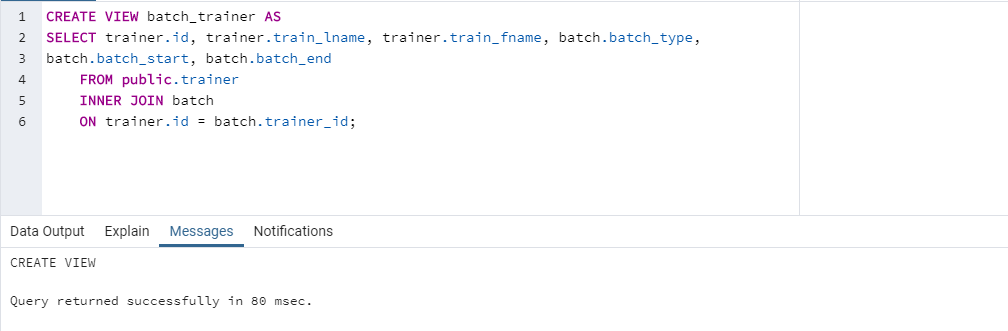 1 CREATE VIEW batch_trainer AS
2 SELECT trainer.id, trainer.train_lname, trainer.train_fname, batch.batch_type,
3 batch.batch_start, batch.batch_end
4     FROM public.trainer
5     INNER JOIN batch
6     ON trainer.id = batch.trainer_id;
Data Output Explain Messages Notifications
CREATE VIEW
Query returned successfully in 80 msec.